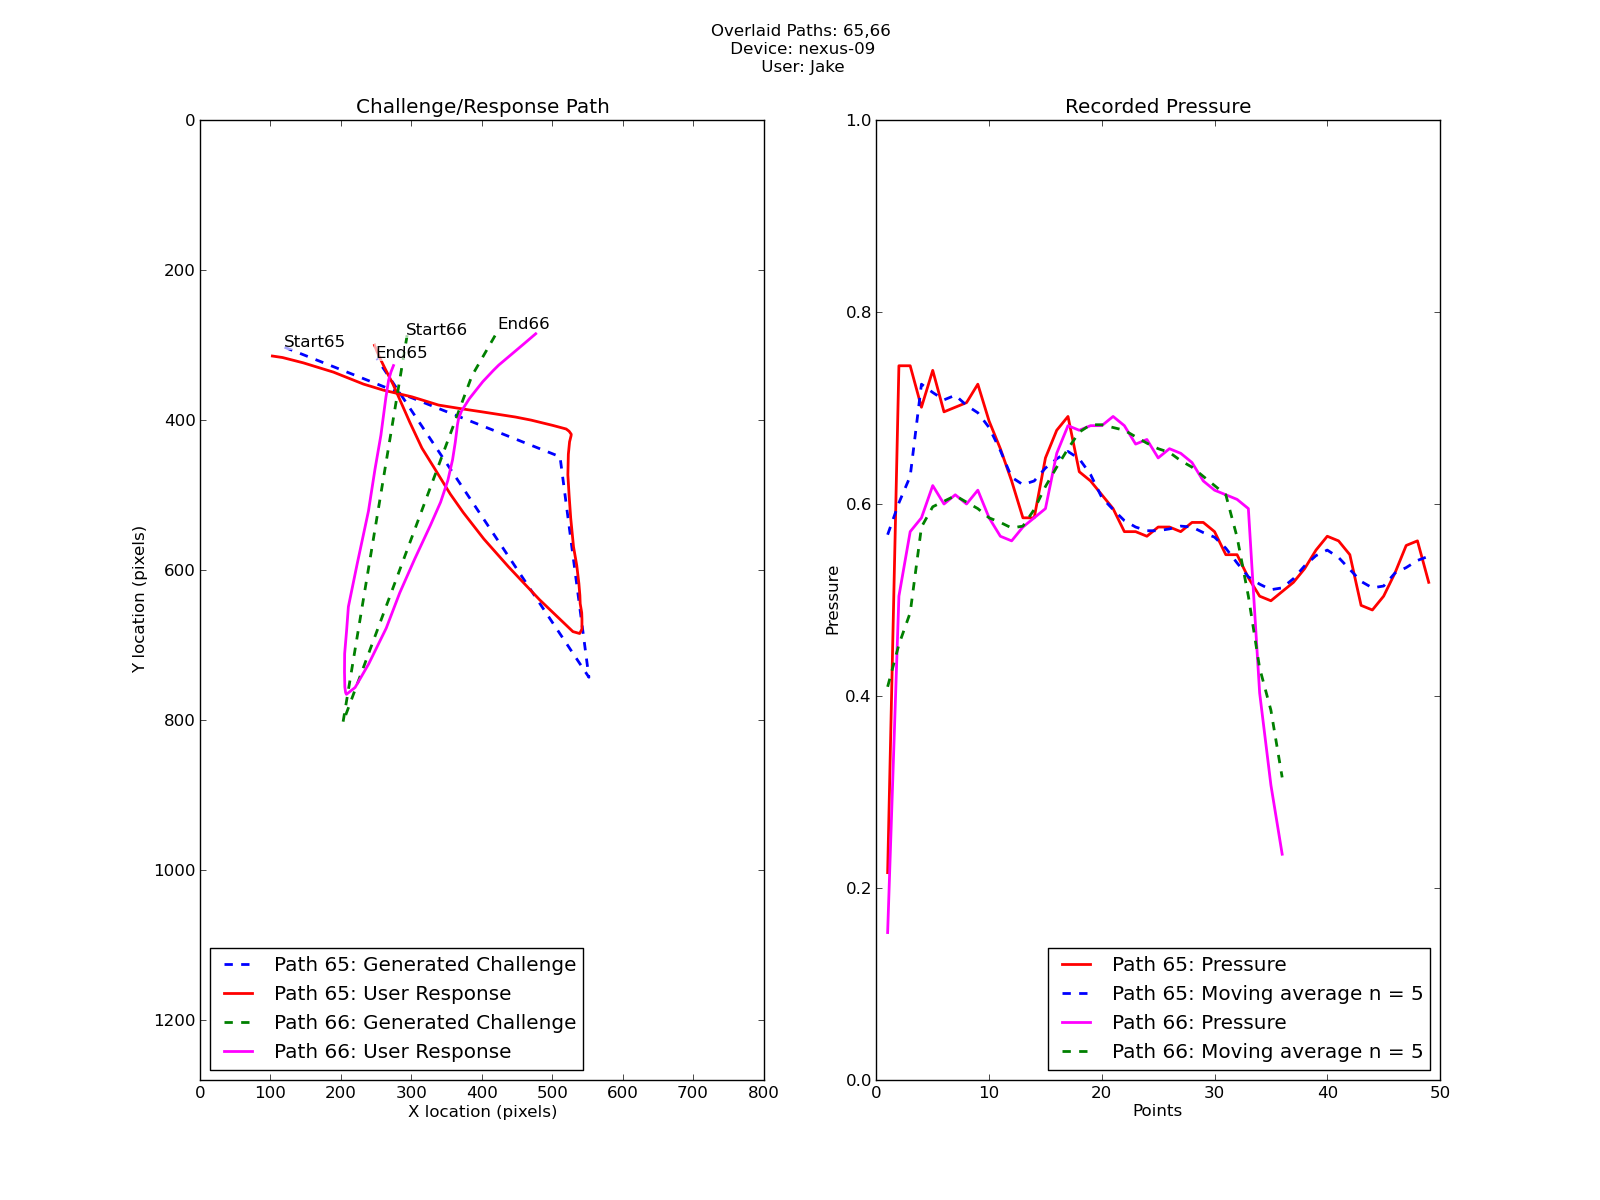 Overlaid Paths: 65,66
Device: nexus-09
User: Jake
Challenge/Response Path
0
200
400
600
800
1000
1200
Y location (pixels)
Start65
End65
Start66
End66
Path 65: Generated Challenge
Path 65: User Response
Path 66: Generated Challenge
Path 66: User Response
0 100 200 300 400 500 600 700 800
X location (pixels)
Recorded Pressure
1.0
0.8
0.6
0.4
0.2
0.0
Pressure
Path 65: Pressure
Path 65: Moving average n = 5
Path 66: Pressure
Path 66: Moving average n = 5
0 10 20 30 40 50
Points